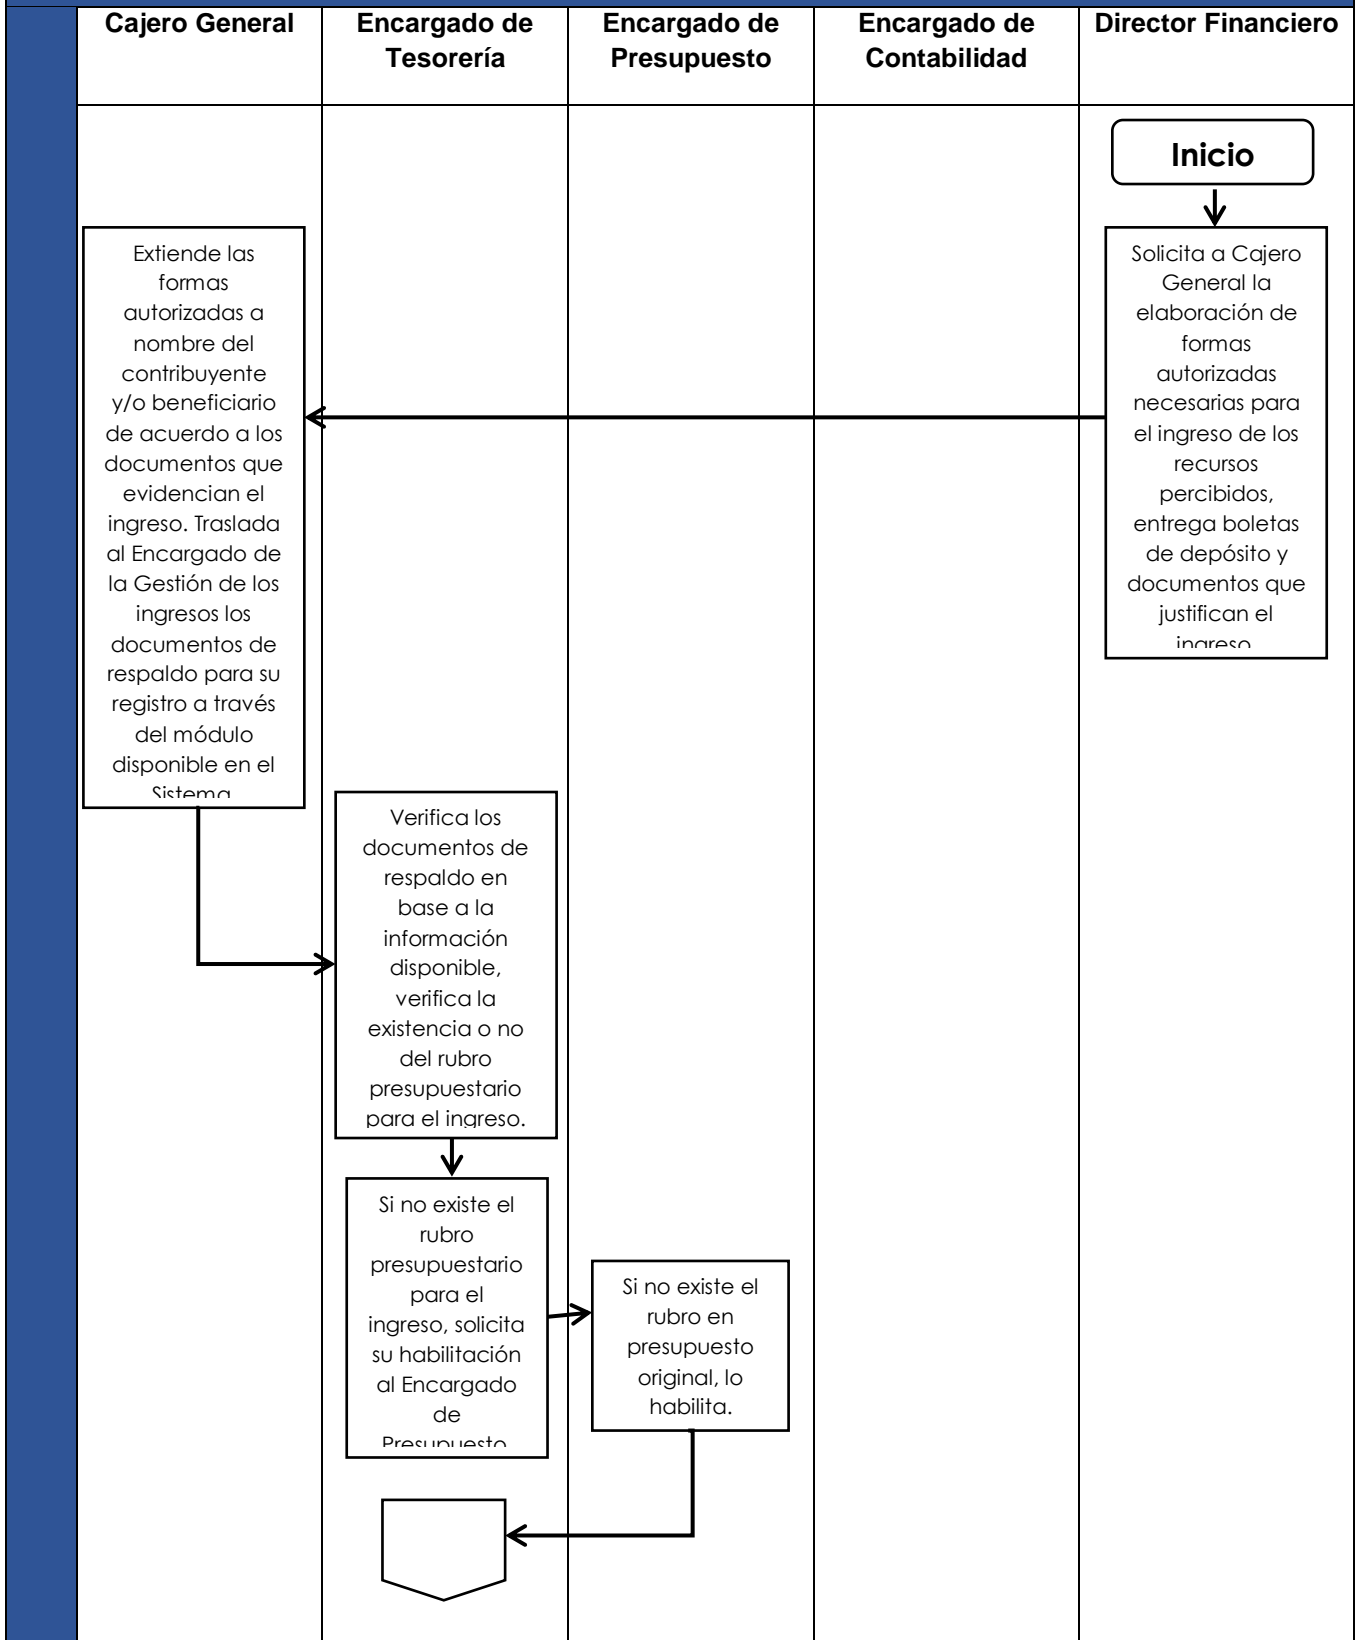 Cajero General
Encargado de
Tesorería
Encargado de
Presupuesto
Encargado de
Contabilidad
Director Financiero
Inicio
Solicita a Cajero
General la
elaboración de
formas
autorizadas
necesarias para
el ingreso de los
recursos
percibidos,
entrega boletas
de depósito y
documentos que
justifican el
ingreso
Extiende las
formas
autorizadas a
nombre del
contribuyente
y/o beneficiario
de acuerdo a los
documentos que
evidencian el
ingreso. Traslada
al Encargado de
la Gestión de los
ingresos los
documentos de
respaldo para su
registro a través
del módulo
disponible en el
Sistema
Verifica los
documentos de
respaldo en
base a la
información
disponible,
verifica la
existencia o no
del rubro
presupuestario
para el ingreso.
Si no existe el
rubro
presupuestario
para el
ingreso, solicita
su habilitación
al Encargado
de
Presupuesto
Si no existe el
rubro en
presupuesto
original, lo
habilita.